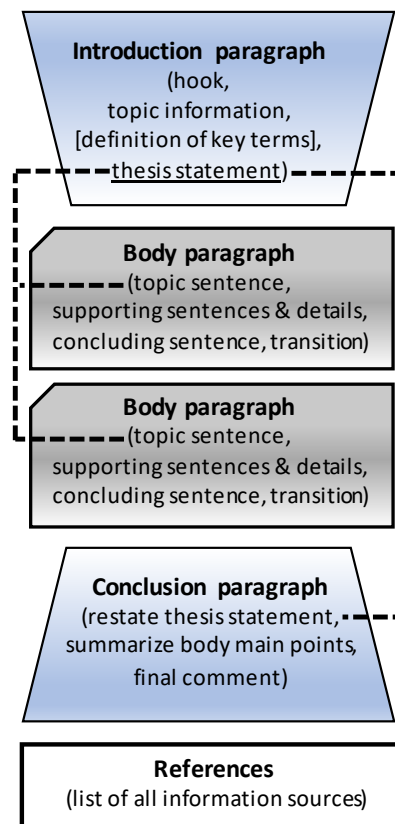 Introduction paragraph
(hook,
topic information,
[definition of key terms],
thesis statement)
Body paragraph
(topic sentence,
supporting sentences & details,
concluding sentence, transition)
Body paragraph
(topic sentence,
supporting sentences & details,
concluding sentence, transition)
Conclusion paragraph
(restate thesis statement,
summarize body main points,
final comment)
References
(list of all information sources)